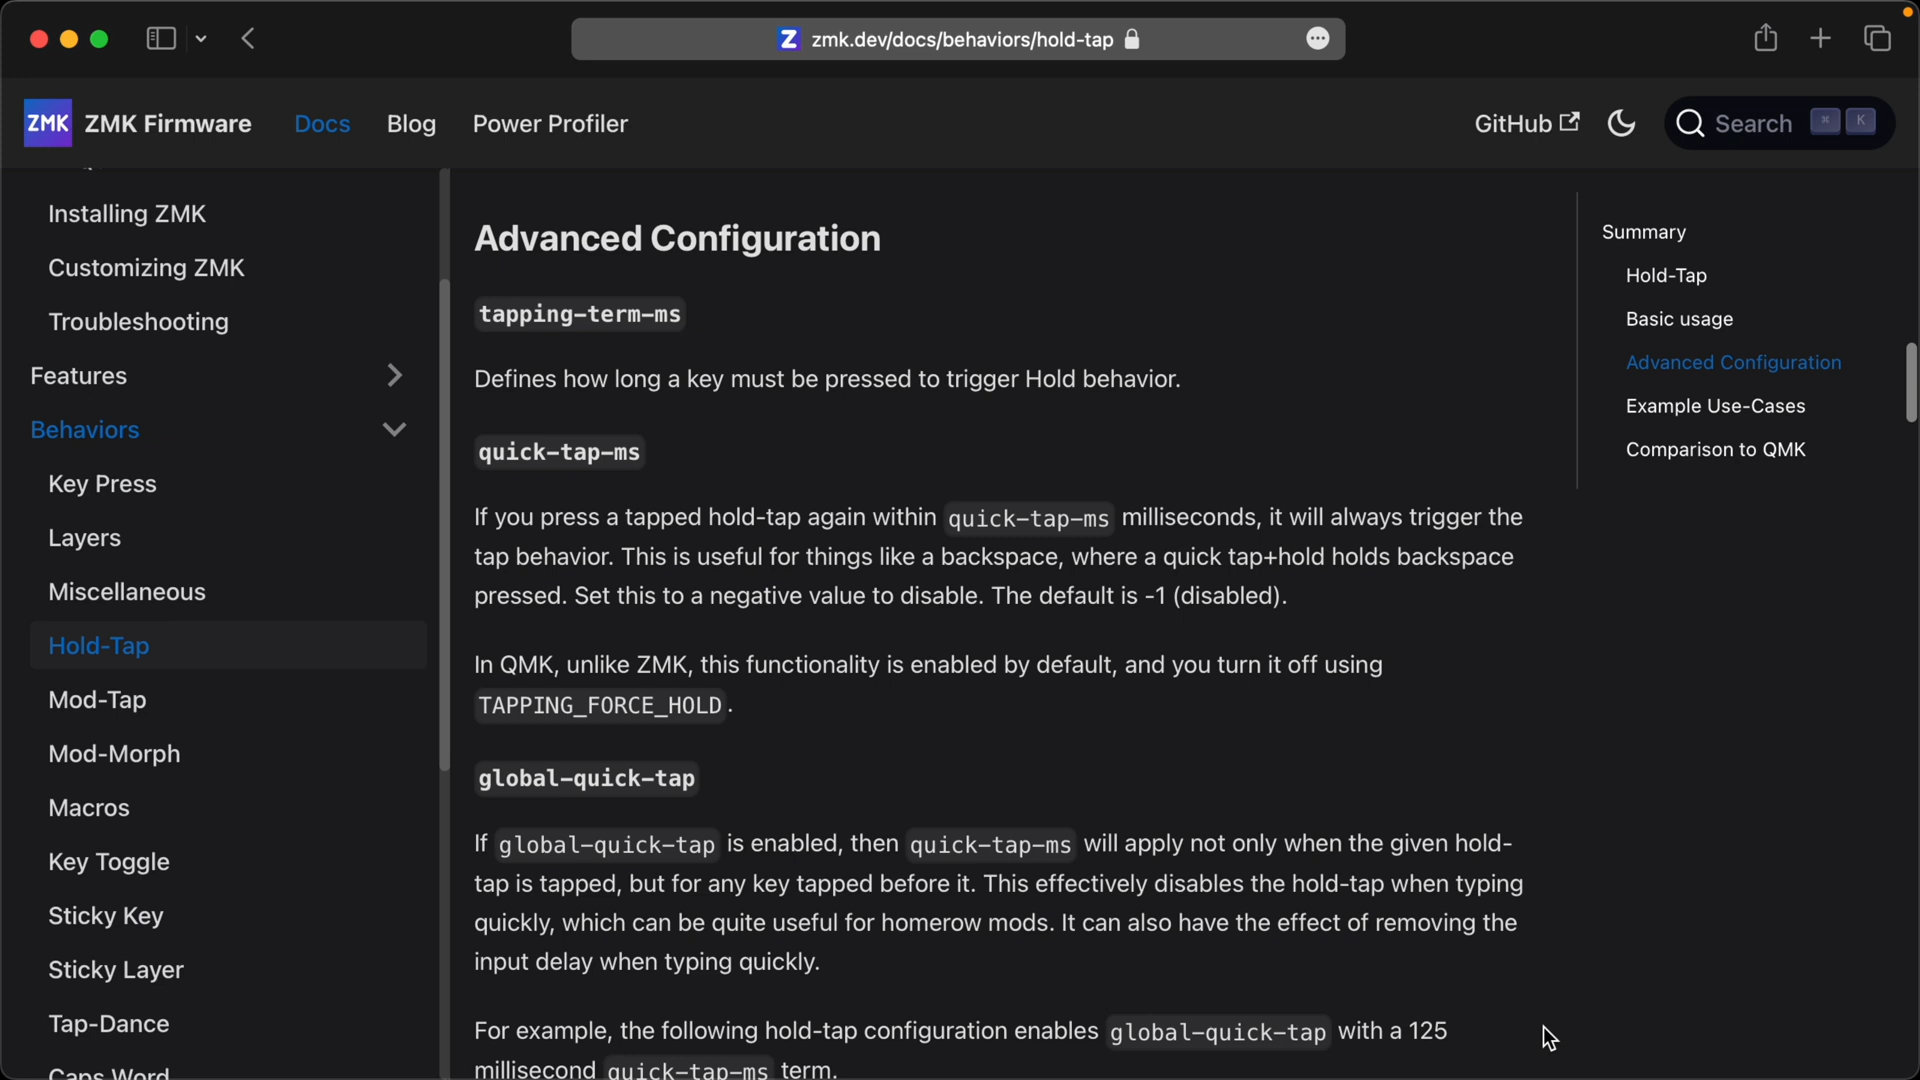 zmk.dev/docs/behaviors/hold-tap
ZMK
ZMK Firmware
Docs
Blog
Power Profiler
GitHub
Search
⌘
K
Installing ZMK
Customizing ZMK
Troubleshooting
Features
Behaviors
Key Press
Layers
Miscellaneous
Hold-Tap
Mod-Tap
Mod-Morph
Macros
Key Toggle
Sticky Key
Sticky Layer
Tap-Dance
Caps Word
Advanced Configuration
tapping-term-ms
Defines how long a key must be pressed to trigger Hold behavior.
quick-tap-ms
If you press a tapped hold-tap again within quick-tap-ms milliseconds, it will always trigger the
tap behavior. This is useful for things like a backspace, where a quick tap+hold holds backspace
pressed. Set this to a negative value to disable. The default is -1 (disabled).
In QMK, unlike ZMK, this functionality is enabled by default, and you turn it off using
TAPPING_FORCE_HOLD.
global-quick-tap
If global-quick-tap is enabled, then quick-tap-ms will apply not only when the given hold-
tap is tapped, but for any key tapped before it. This effectively disables the hold-tap when typing
quickly, which can be quite useful for homerow mods. It can also have the effect of removing the
input delay when typing quickly.
For example, the following hold-tap configuration enables global-quick-tap with a 125
millisecond quick-tap-ms term.
Summary
Hold-Tap
Basic usage
Advanced Configuration
Example Use-Cases
Comparison to QMK